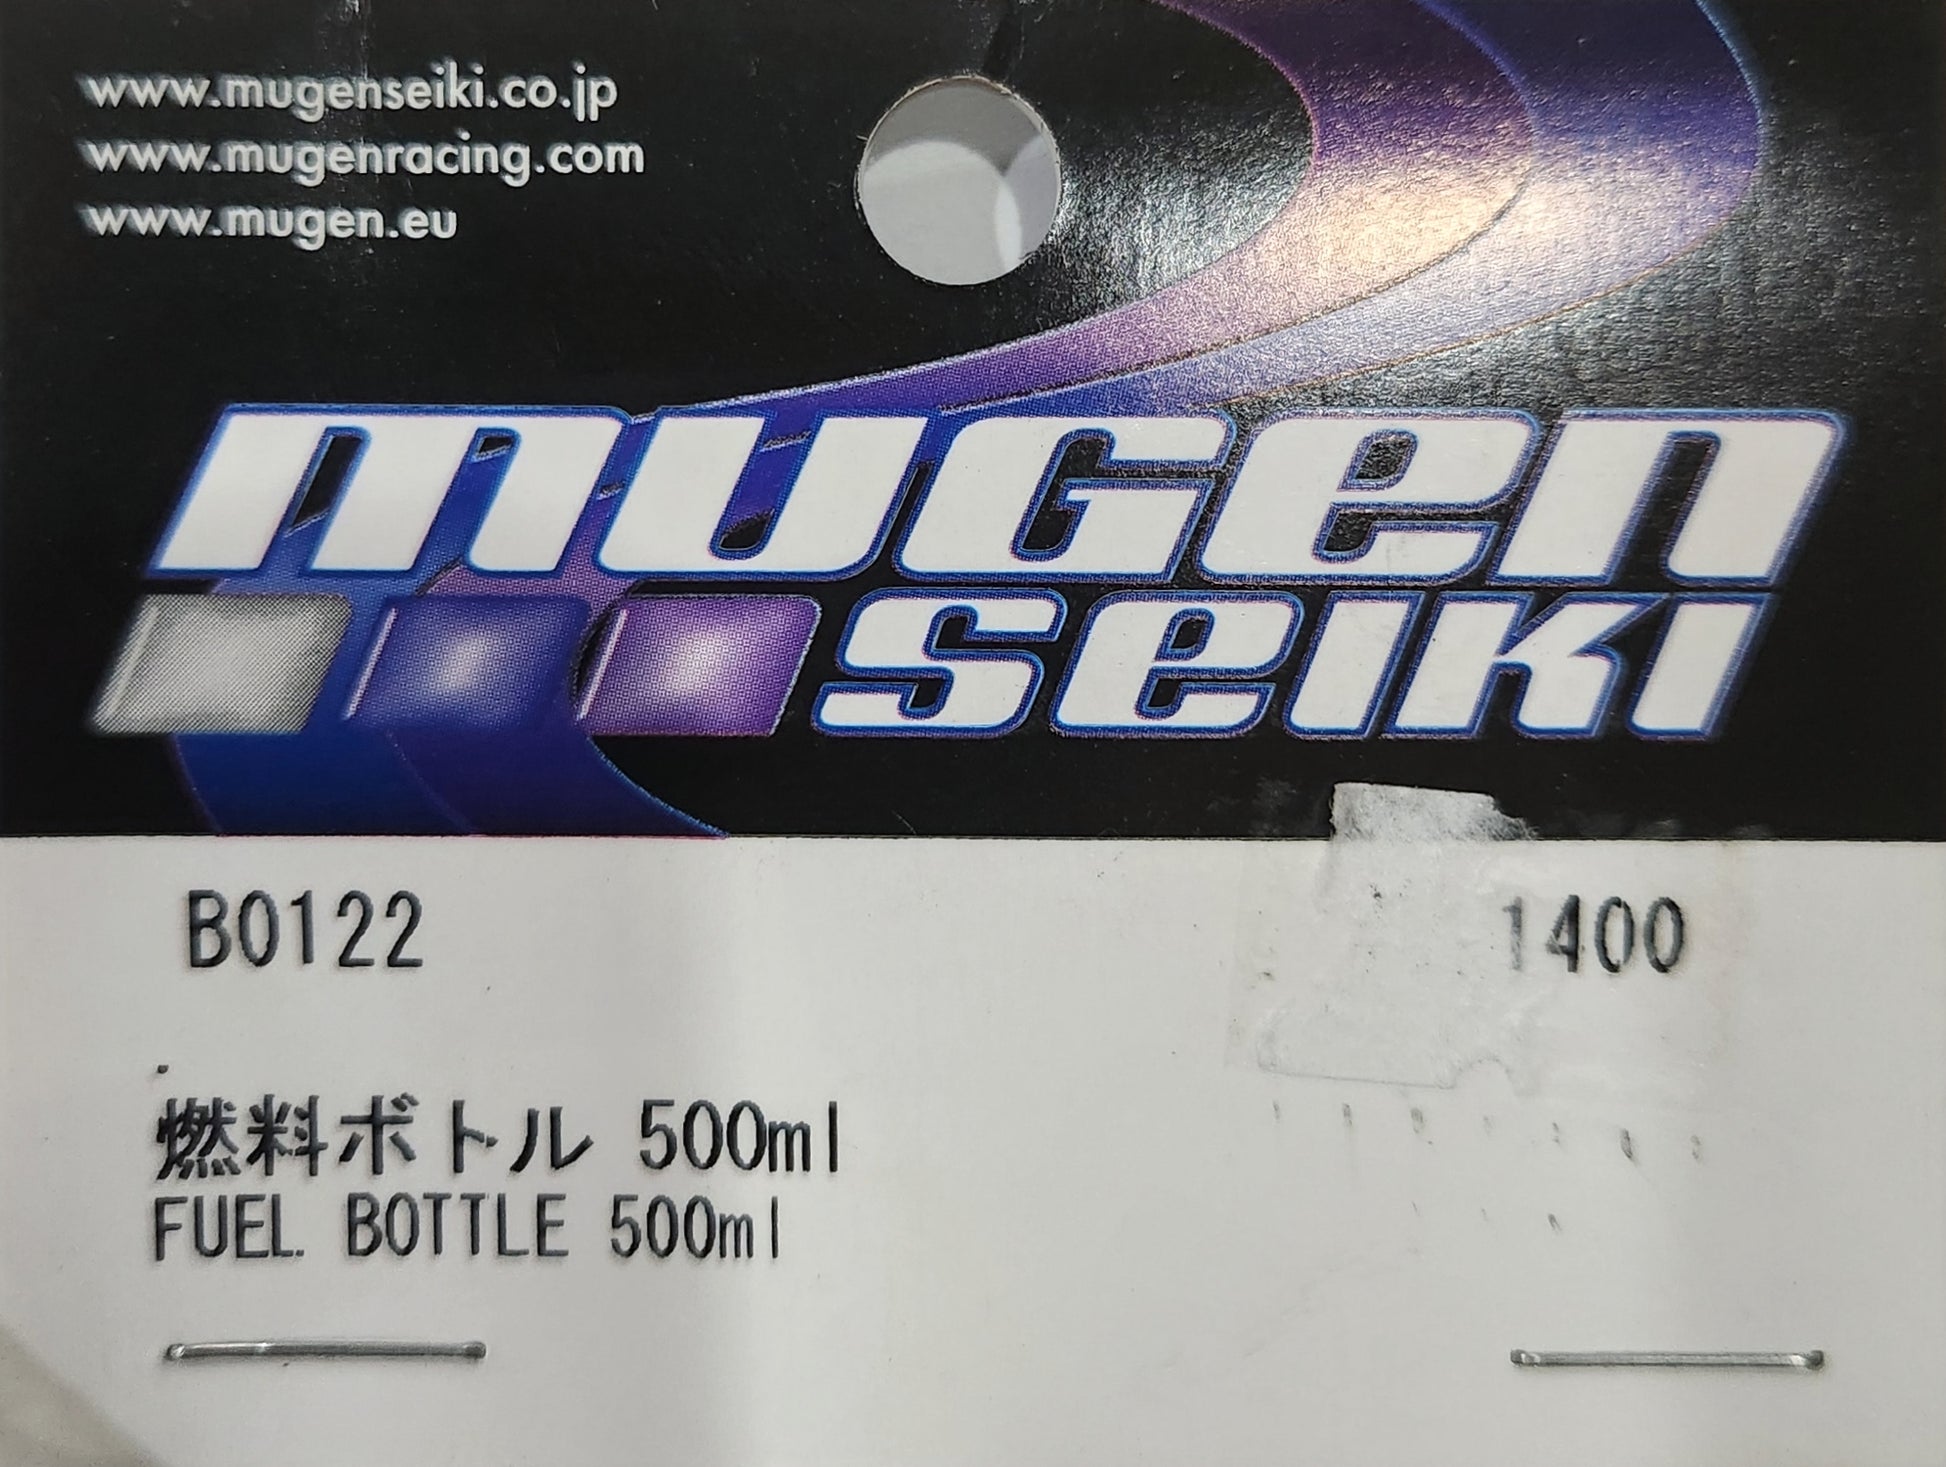 www.mugenseiki.co.jp
www.mugenracing.com
www.mugen.eu
mugen
seiki
B0122 1400
燃料ボトル 500ml
FUEL BOTTLE 500ml